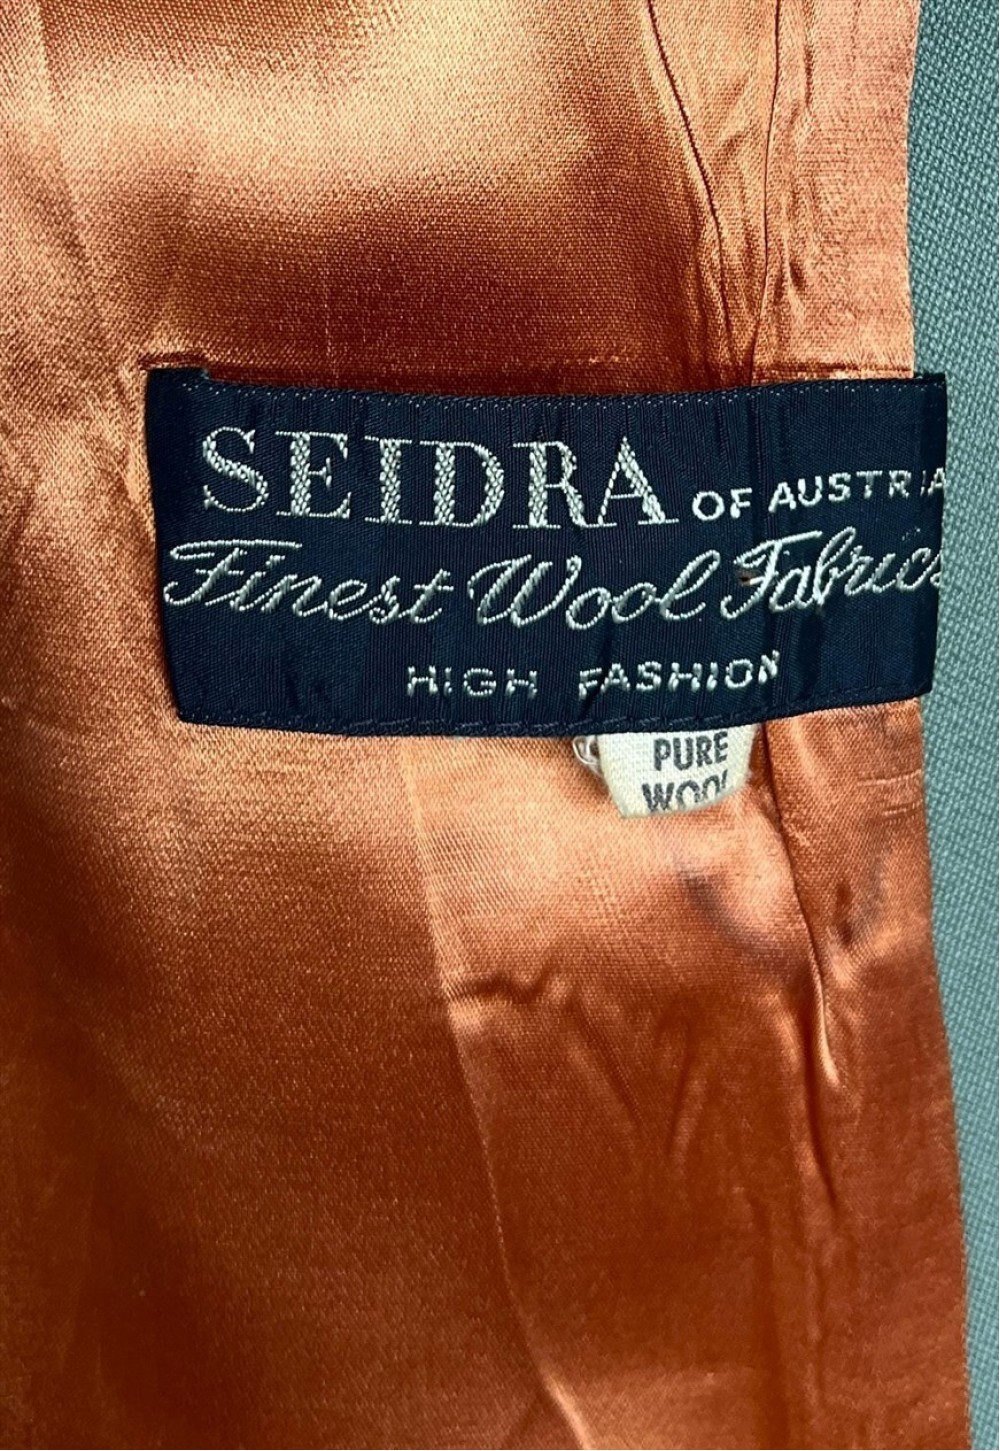 SEIDRA OF AUSTRIA
Finest Wool Fabrics
HIGH FASHION
PURE
WOOL